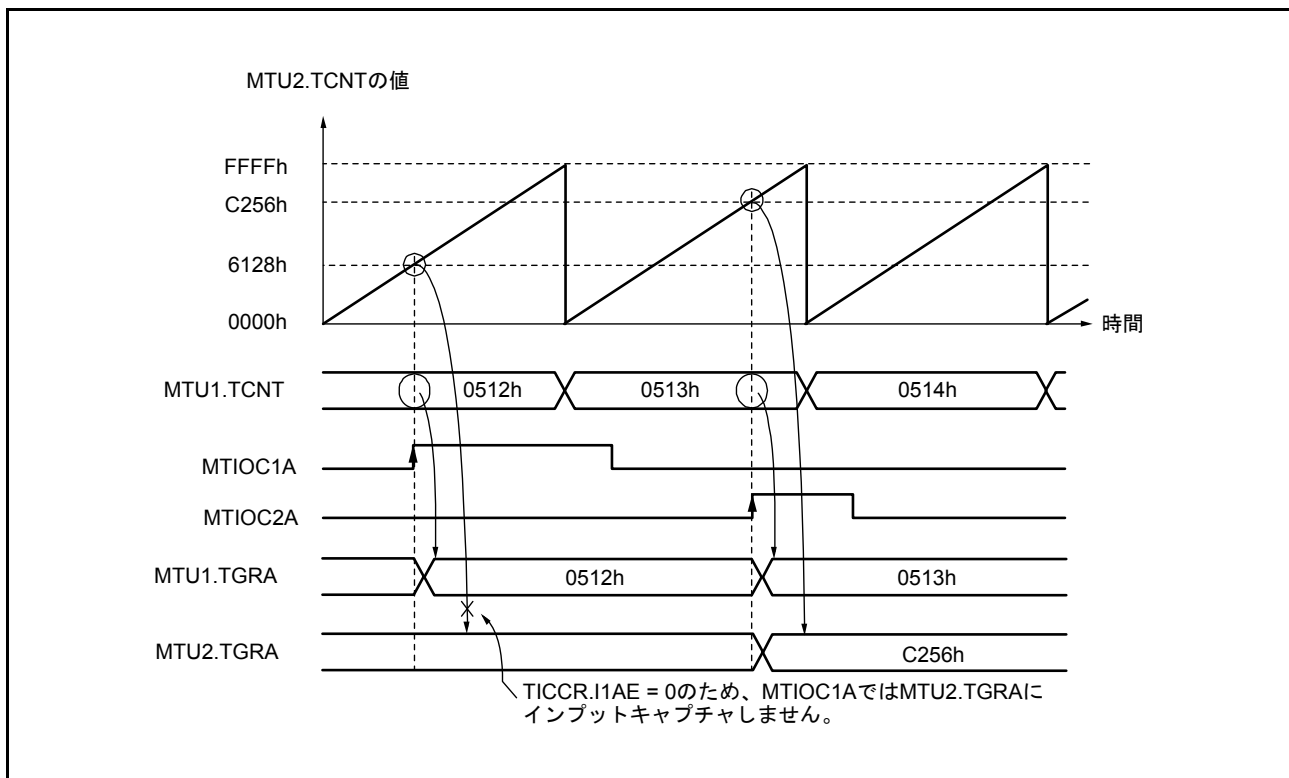 MTU2.TCNTの値
FFFFh
C256h
6128h
0000h
時間
MTU1.TCNT
0512h
0513h
0514h
MTIOC1A
MTIOC2A
MTU1.TGRA
0512h
0513h
MTU2.TGRA
C256h
TICCR.I1AE = 0のため、MTIOC1AではMTU2.TGRAに
インプットキャプチャしません。